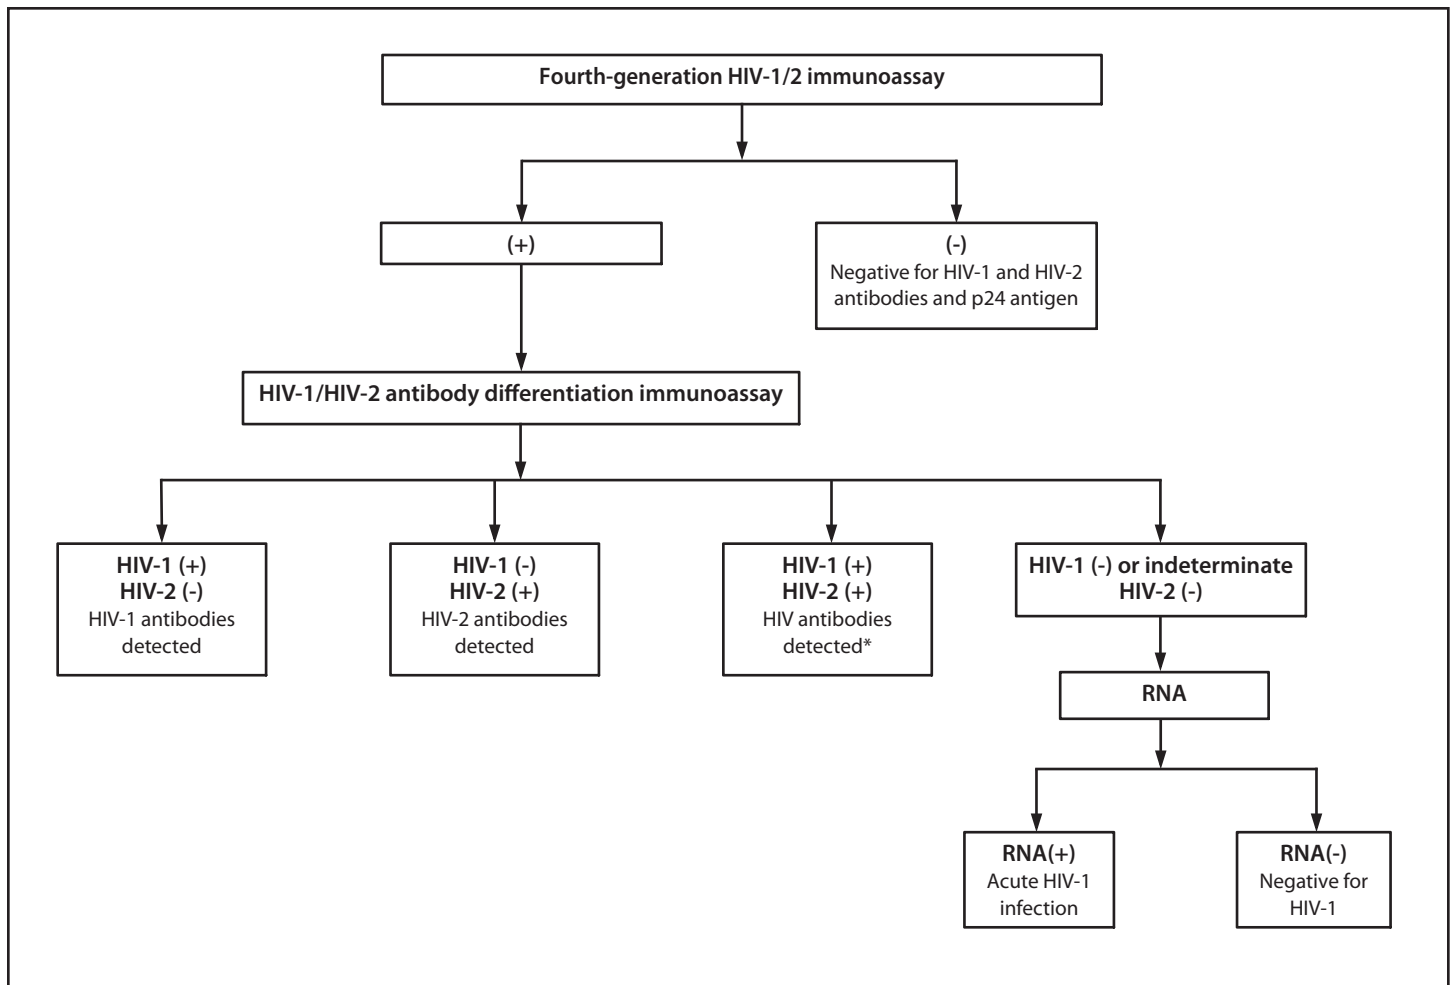 Fourth-generation HIV-1/2 immunoassay
(+)
(-)
Negative for HIV-1 and HIV-2
antibodies and p24 antigen
HIV-1/HIV-2 antibody differentiation immunoassay
HIV-1 (+)
HIV-2 (-)
HIV-1 antibodies
detected
HIV-1 (-)
HIV-2 (+)
HIV-2 antibodies
detected
HIV-1 (+)
HIV-2 (+)
HIV antibodies
detected*
HIV-1 (-) or indeterminate
HIV-2 (-)
RNA
RNA(+)
Acute HIV-1
infection
RNA(-)
Negative for
HIV-1